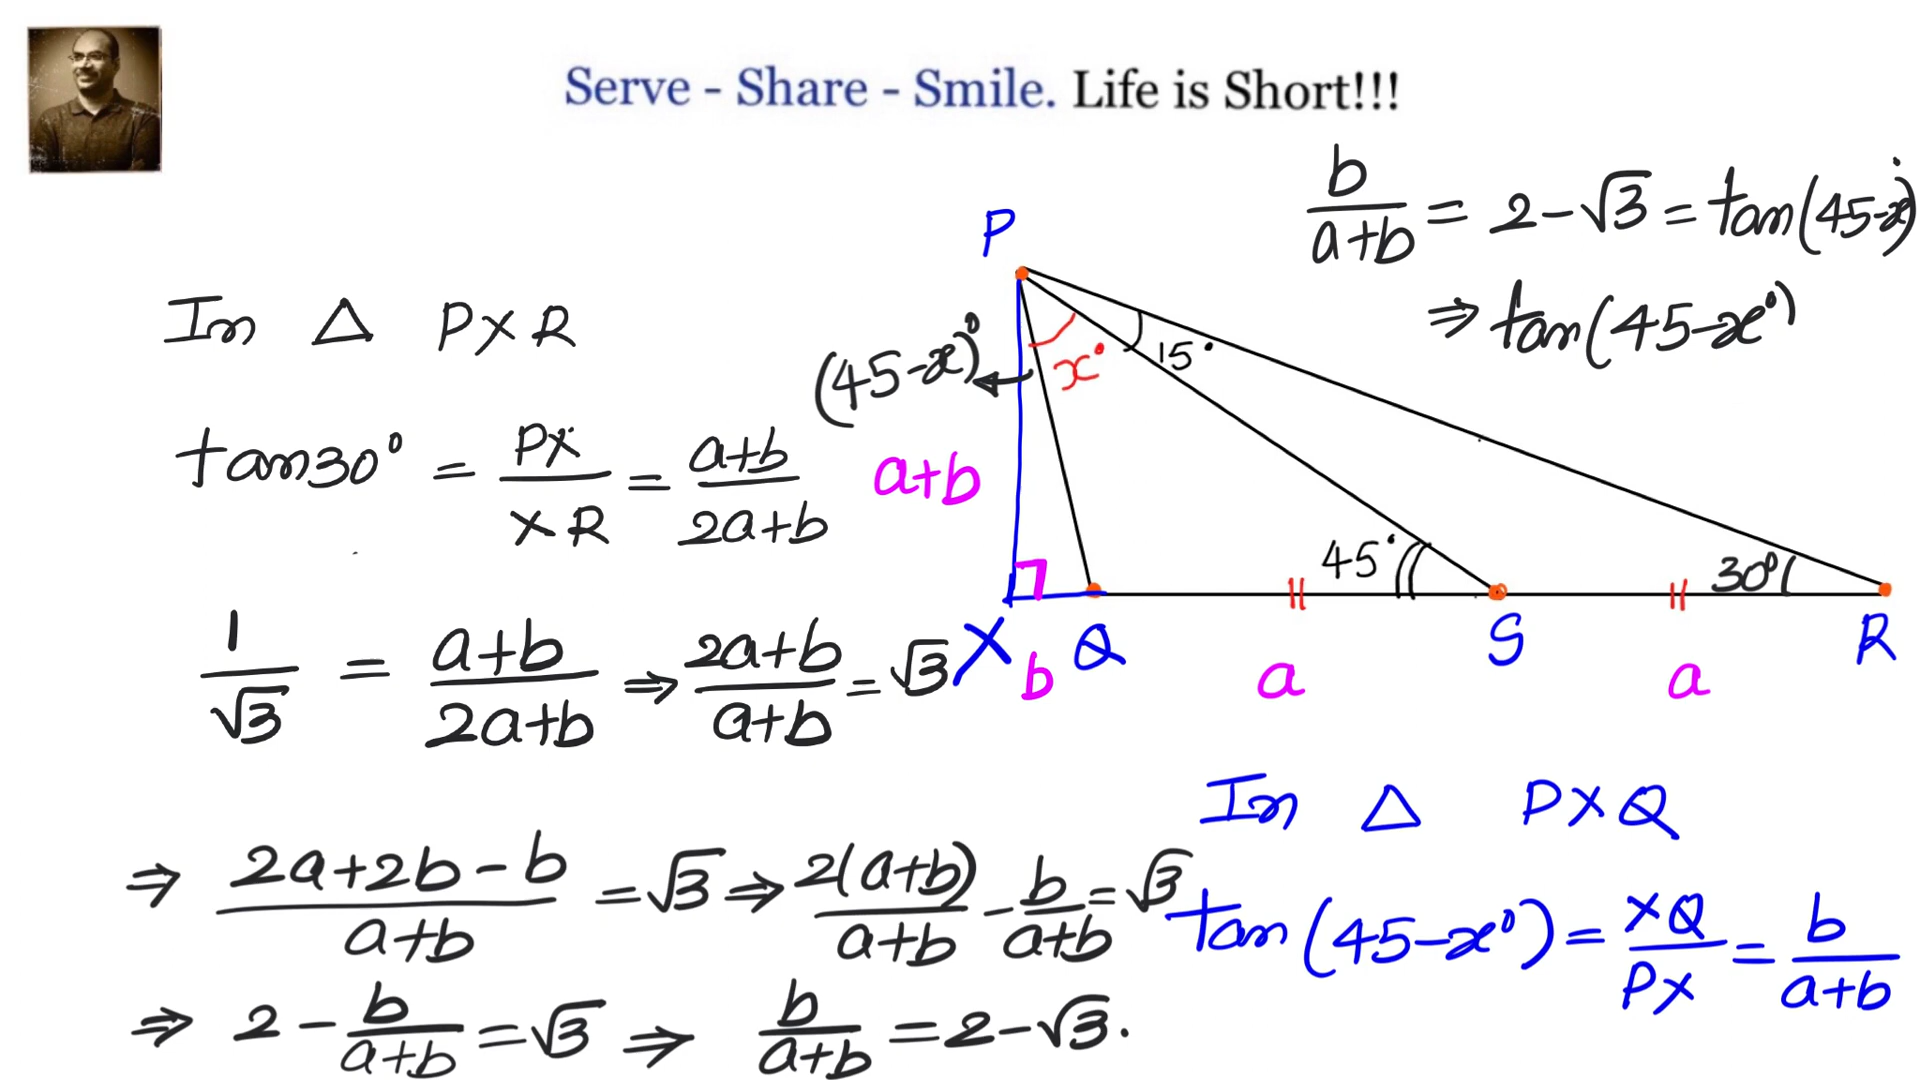 Serve - Share - Smile. Life is Short!!!
b/(a+b) = 2-√3 = tan(45-x°)
⇒ tan(45-x°)
In Δ PXR
tan30° = PX/XR = (a+b)/(2a+b)
1/√3 = (a+b)/(2a+b) ⇒ (2a+b)/(a+b) = √3
⇒ (2a+2b-b)/(a+b) = √3 ⇒ 2(a+b)/(a+b) - b/(a+b) = √3
⇒ 2 - b/(a+b) = √3 ⇒ b/(a+b) = 2-√3.
P
(45-x)°
x°
15°
a+b
45°
30°
X Q S R
b a a
In Δ PXQ
tan(45-x°) = XQ/PX = b/(a+b)